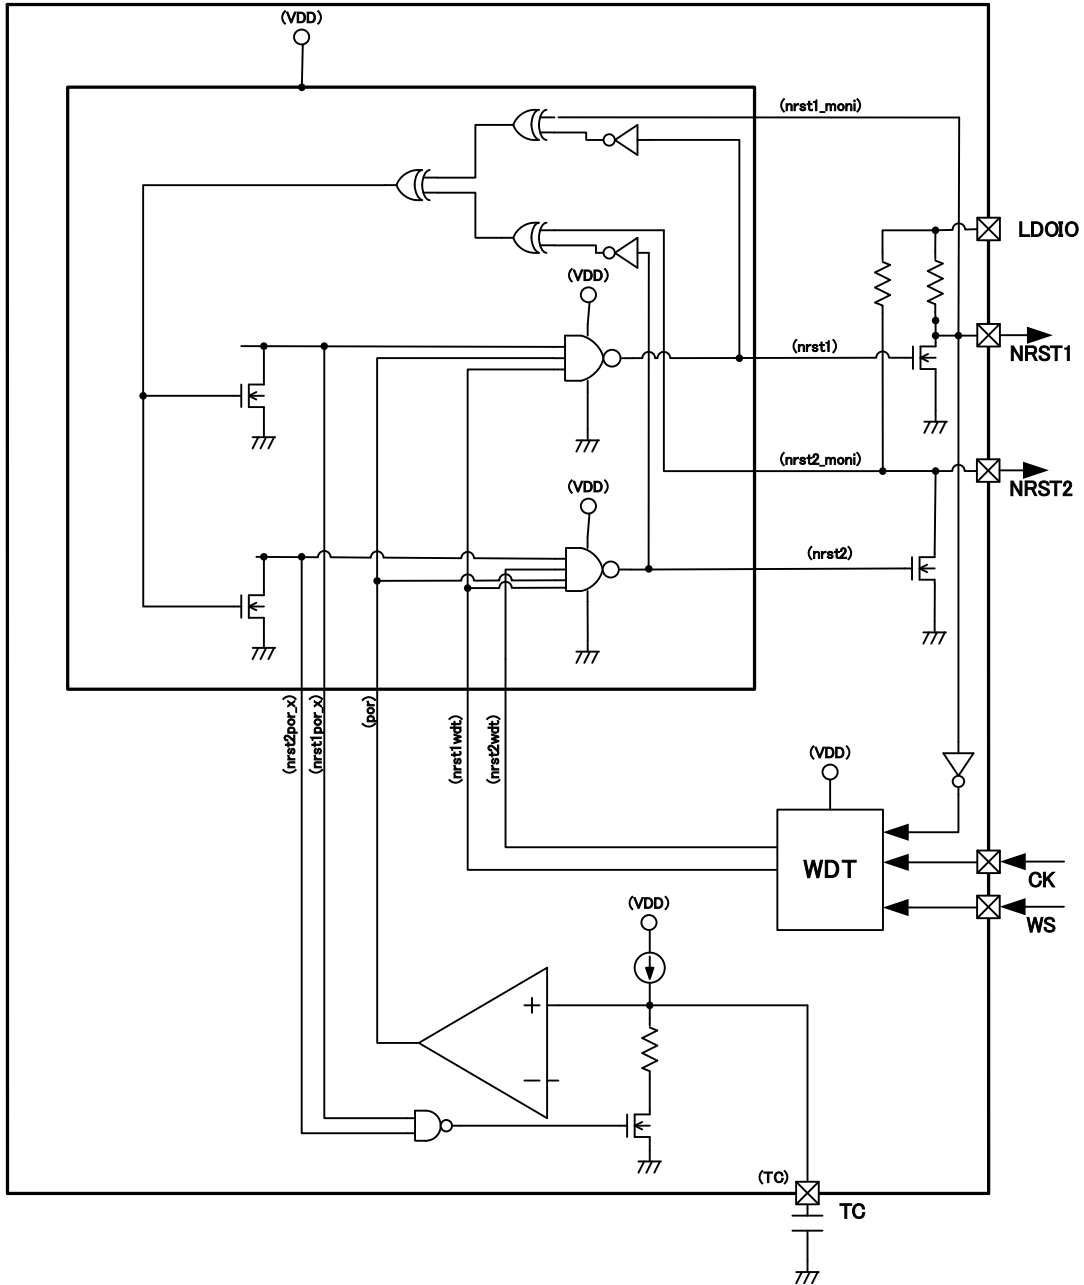 (VDD)
(nrst1_moni)
LDOIO
(VDD)
(nrst1)
NRST1
(nrst2_moni)
(VDD)
NRST2
(nrst2)
(nrst2por_x)
(nrst1por_x)
(por)
(nrst1wdt)
(nrst2wdt)
(VDD)
WDT
CK
WS
(VDD)
+
−
(TC)
TC